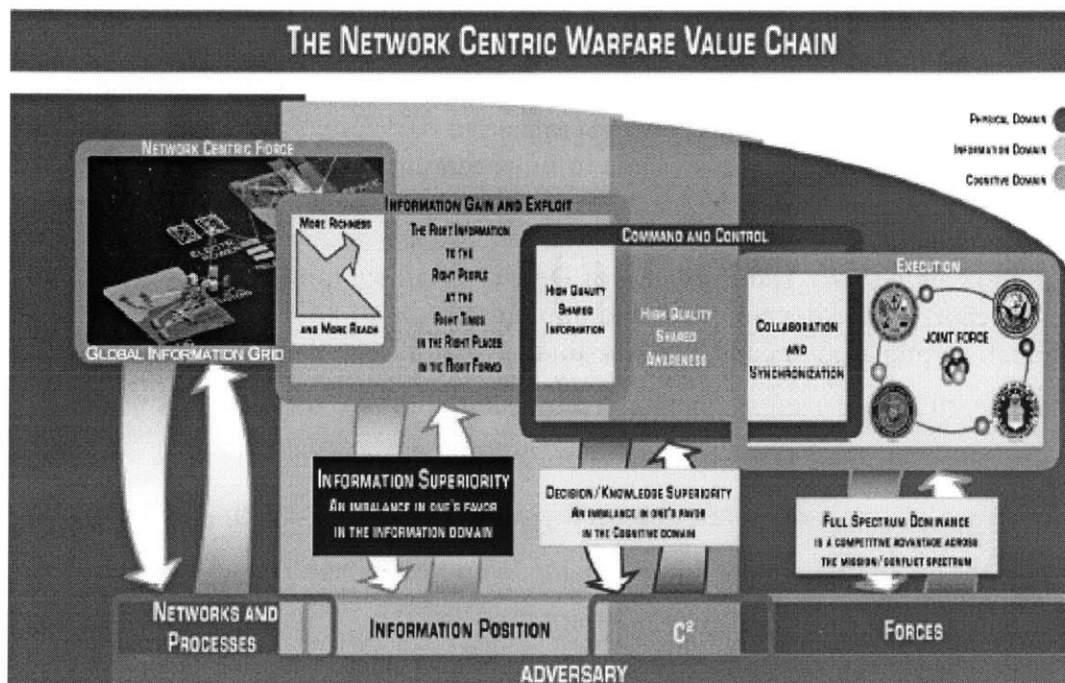 THE NETWORK CENTRIC WARFARE VALUE CHAIN
PHYSICAL DOMAIN
INFORMATION DOMAIN
COGNITIVE DOMAIN
NETWORK CENTRIC FORCE
GLOBAL INFORMATION GRID
INFORMATION GAIN AND EXPLOIT
MORE RICHNESS
AND MORE REACH
THE RIGHT INFORMATION
TO THE
RIGHT PEOPLE
AT THE
RIGHT TIMES
IN THE RIGHT PLACES
IN THE RIGHT FORMS
COMMAND AND CONTROL
HIGH QUALITY
SHARED
INFORMATION
HIGH QUALITY
SHARED
AWARENESS
COLLABORATION
AND
SYNCHRONIZATION
EXECUTION
JOINT FORCE
INFORMATION SUPERIORITY
AN IMBALANCE IN ONE'S FAVOR
IN THE INFORMATION DOMAIN
DECISION/KNOWLEDGE SUPERIORITY
AN IMBALANCE IN ONE'S FAVOR
IN THE COGNITIVE DOMAIN
FULL SPECTRUM DOMINANCE
IS A COMPETITIVE ADVANTAGE ACROSS
THE MISSION/CONFLICT SPECTRUM
NETWORKS AND
PROCESSES
INFORMATION POSITION
C²
FORCES
ADVERSARY